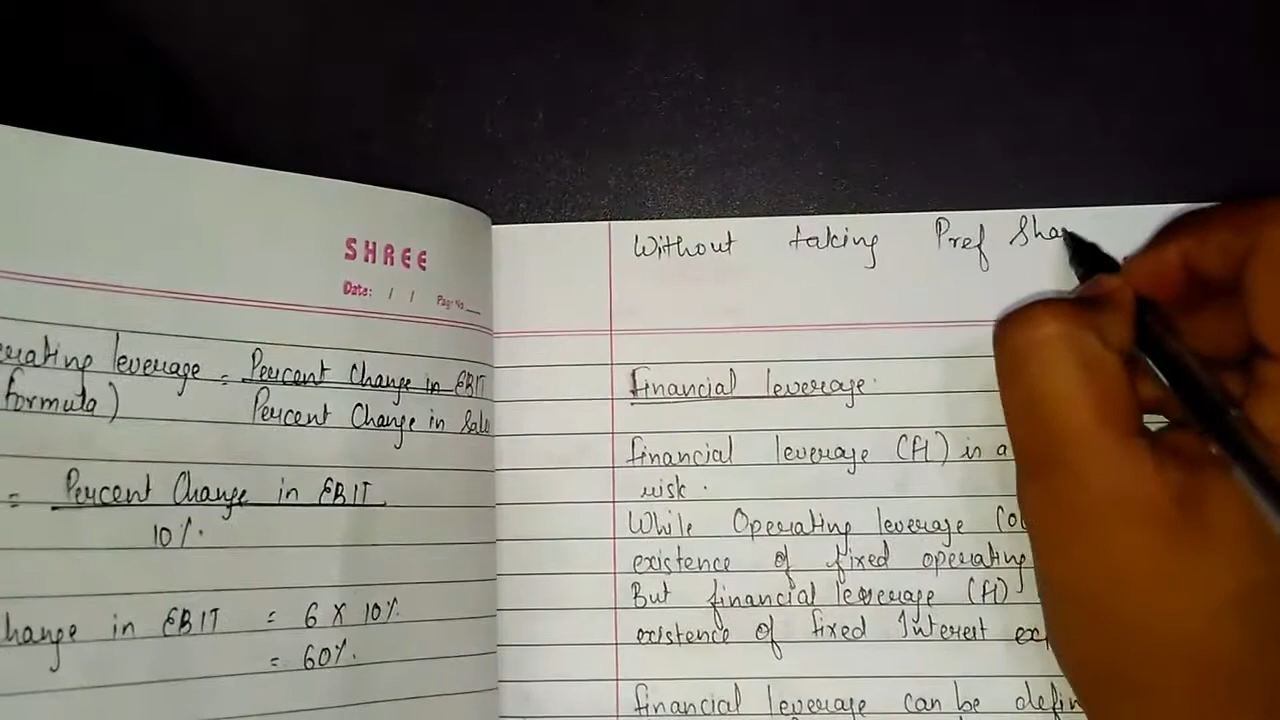 SHREE
Date: / / Page No
erating leverage = Percent Change in EBIT
formula) Percent Change in Sale
= Percent Change in EBIT
10%.
hange in EBIT = 6 X 10%
= 60%.
Without taking Pref Sha
financial leverage.
financial leverage (fl) is a
risk.
While Operating leverage (
existence of fixed operating
But financial leverage (fl)
existence of fixed Interest ex
financial leverage can be defin